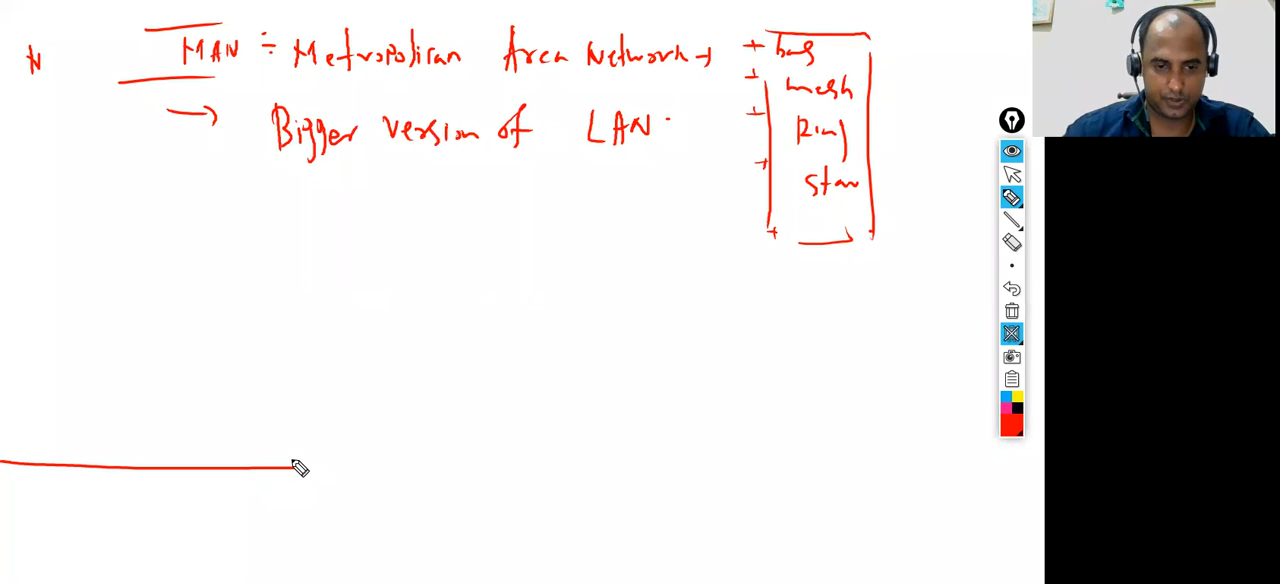 MAN :- Metropolitan Area Network →
→ Bigger version of LAN.
bus
mesh
Ring
star